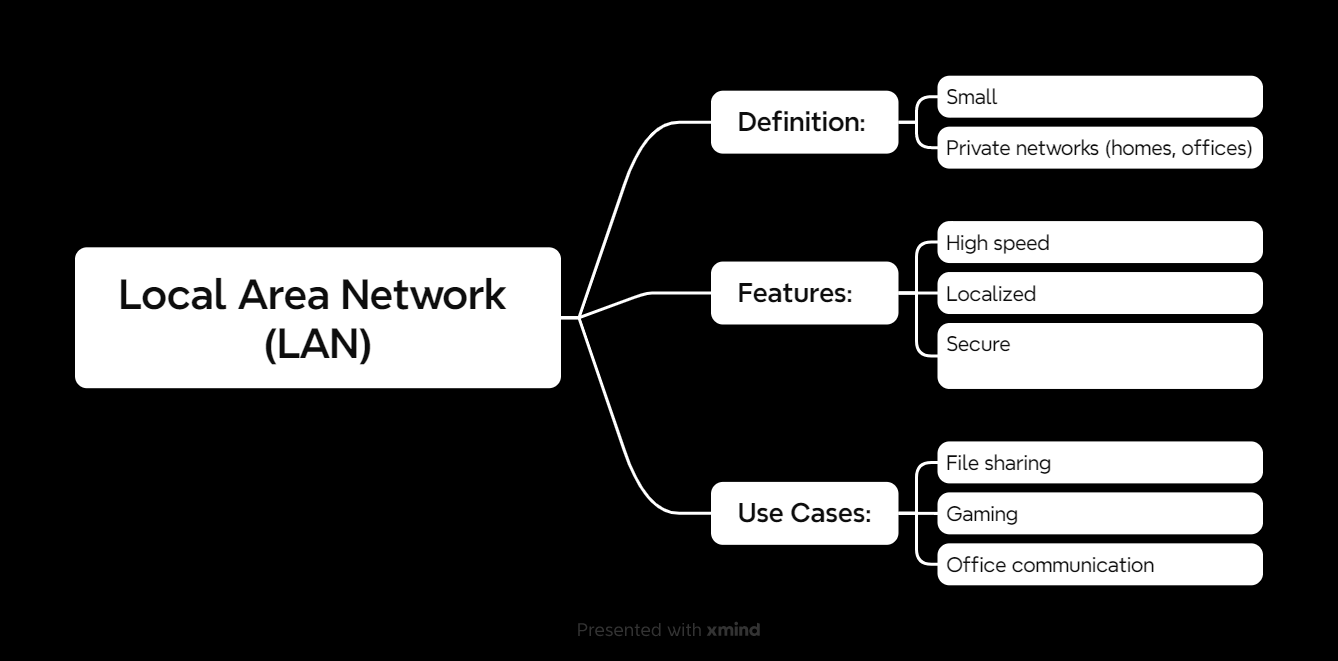 Local Area Network
(LAN)
Definition:
Small
Private networks (homes, offices)
Features:
High speed
Localized
Secure
Use Cases:
File sharing
Gaming
Office communication
Presented with xmind